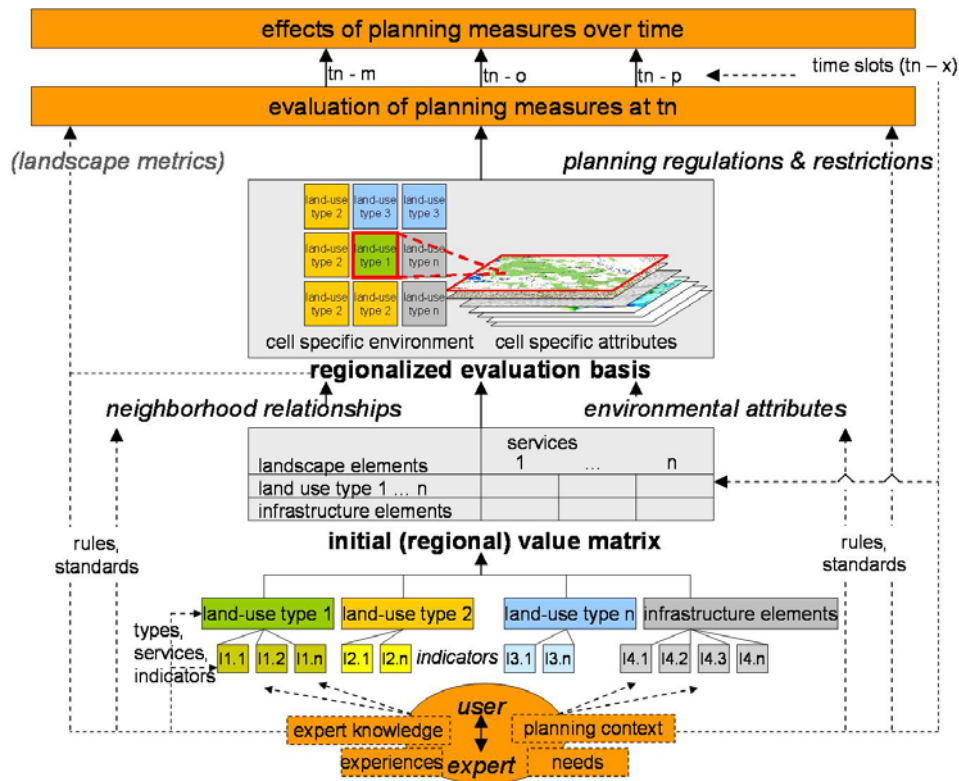 effects of planning measures over time
tn - m
tn - o
tn - p
time slots (tn – x)
evaluation of planning measures at tn
(landscape metrics)
planning regulations & restrictions
land-use type 2
land-use type 3
land-use type 3
land-use type 2
land-use type 1
land-use type n
land-use type 2
land-use type 2
land-use type n
cell specific environment
cell specific attributes
regionalized evaluation basis
neighborhood relationships
environmental attributes
services
landscape elements
1 ... n
land use type 1 ... n
infrastructure elements
initial (regional) value matrix
rules,
standards
rules,
standards
land-use type 1
land-use type 2
land-use type n
infrastructure elements
types,
services,
indicators
I1.1
I1.2
I1.n
I2.1
I2.n
indicators
I3.1
I3.n
I4.1
I4.2
I4.3
I4.n
user
expert knowledge
planning context
experiences
expert
needs